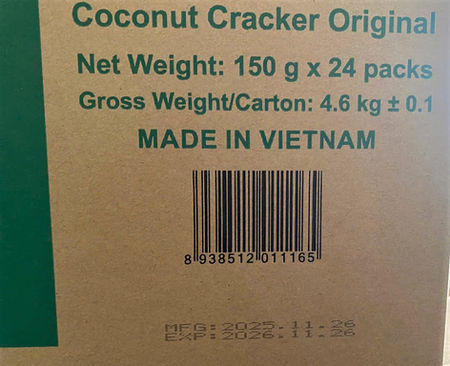 Coconut Cracker Original
Net Weight: 150 g x 24 packs
Gross Weight/Carton: 4.6 kg ± 0.1
MADE IN VIETNAM
8 938512 011165
MFG:2025.11.26
EXP:2026.11.26